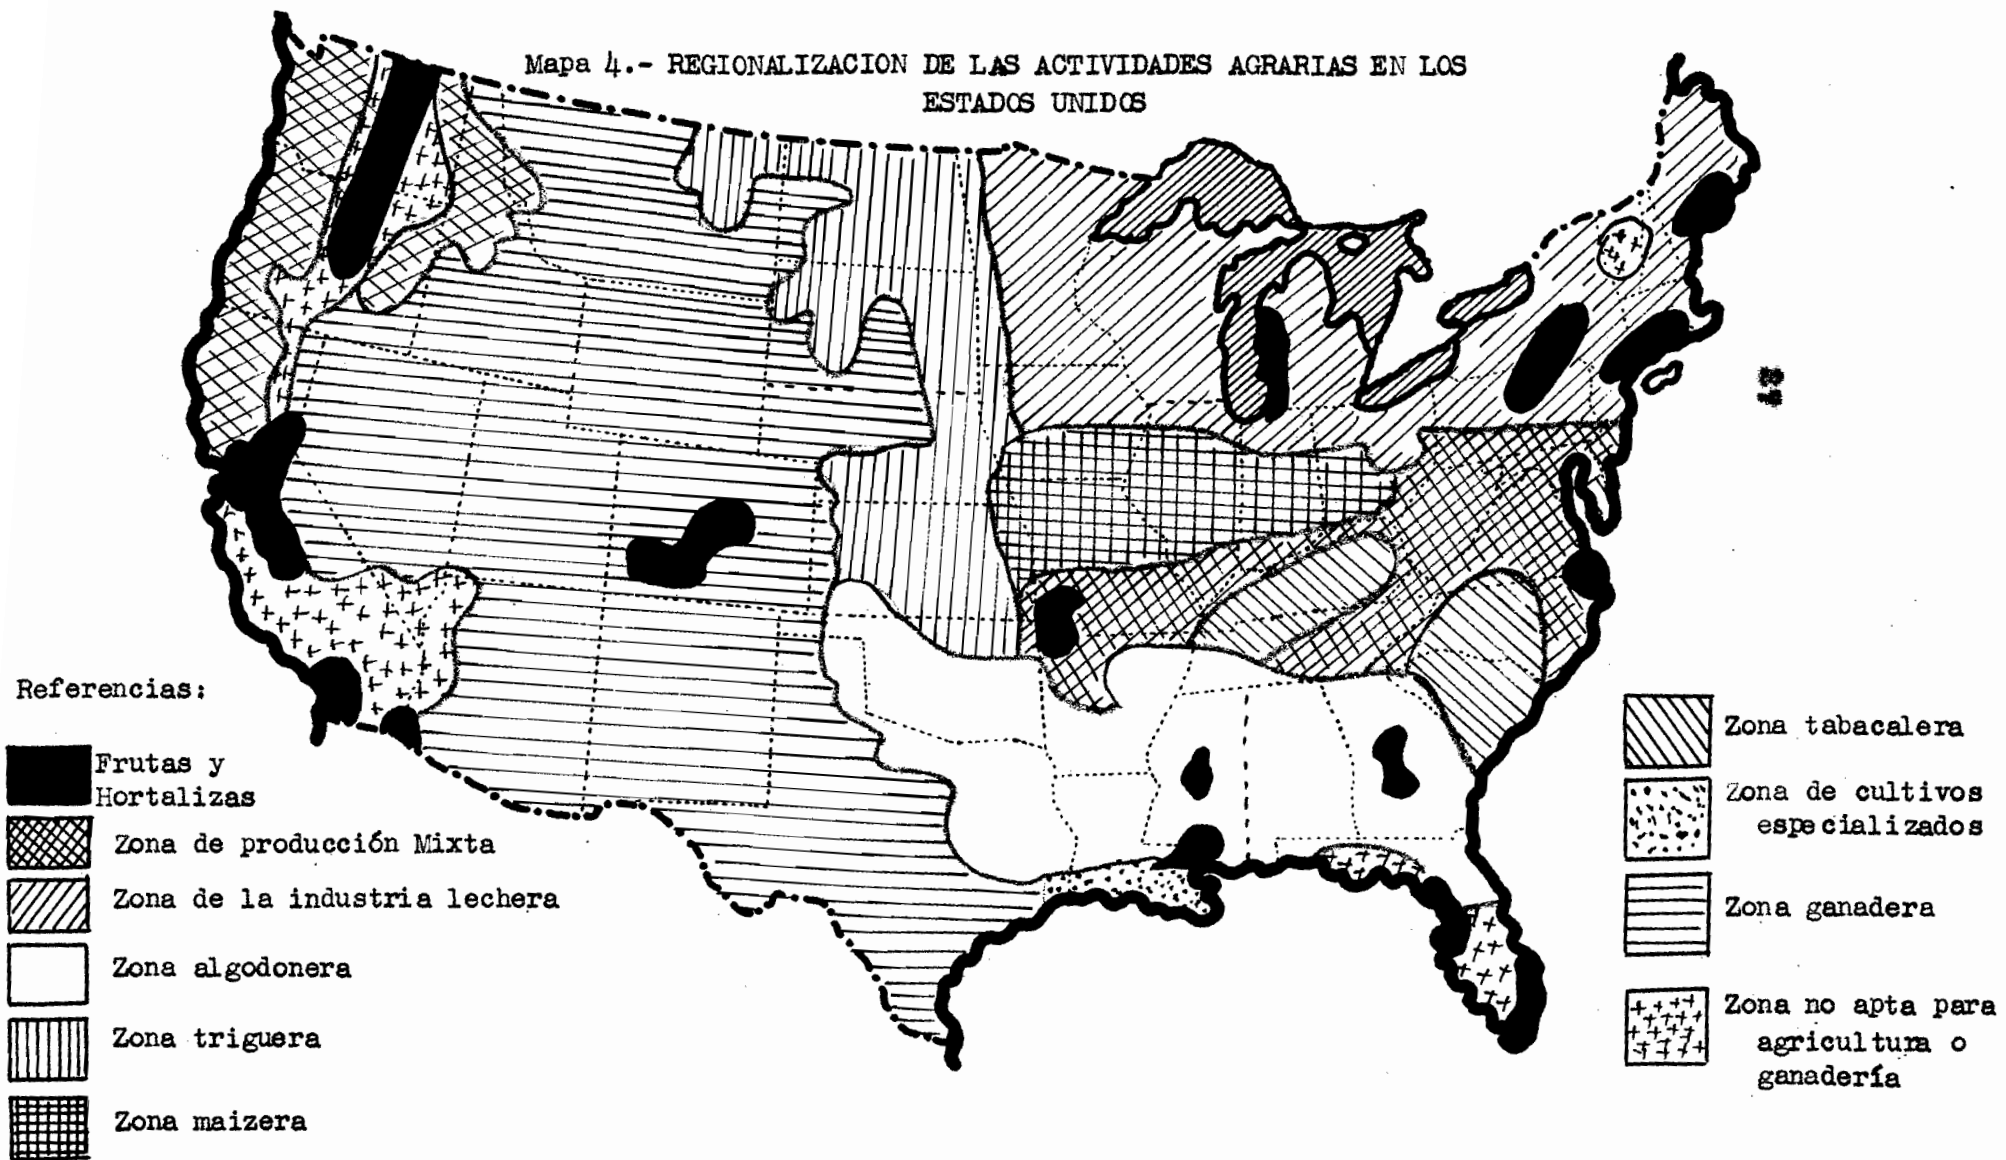 Mapa 4.- REGIONALIZACION DE LAS ACTIVIDADES AGRARIAS EN LOS
ESTADOS UNIDOS
Referencias:
Frutas y
Hortalizas
Zona de producción Mixta
Zona de la industria lechera
Zona algodonera
Zona triguera
Zona maizera
Zona tabacalera
Zona de cultivos
especializados
Zona ganadera
Zona no apta para
agricultura o
ganadería